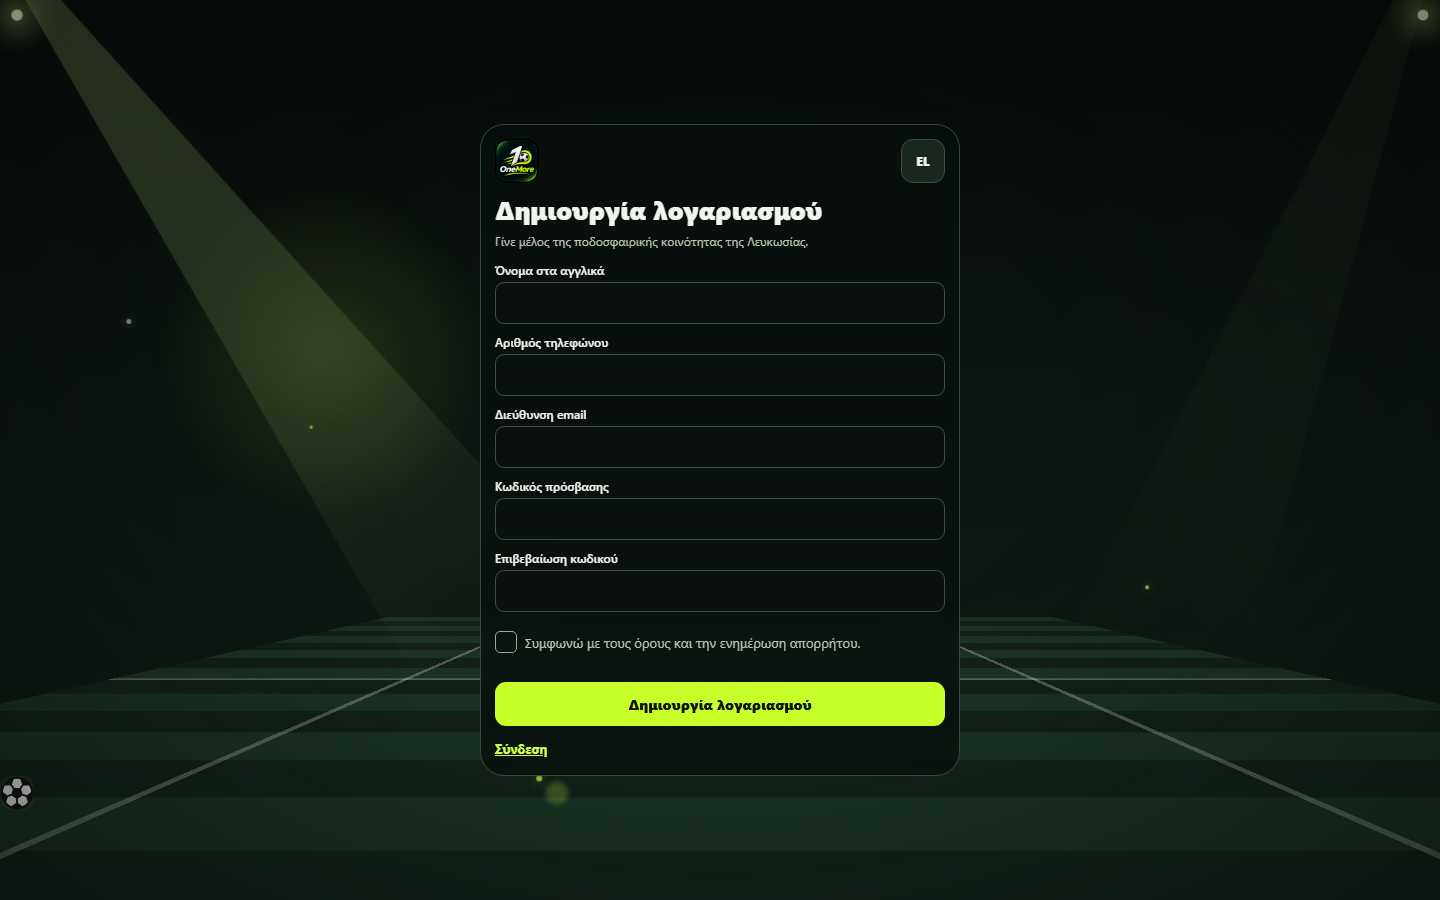 OneMore
EL
Δημιουργία λογαριασμού
Γίνε μέλος της ποδοσφαιρικής κοινότητας της Λευκωσίας.
Όνομα στα αγγλικά
Αριθμός τηλεφώνου
Διεύθυνση email
Κωδικός πρόσβασης
Επιβεβαίωση κωδικού
Συμφωνώ με τους όρους και την ενημέρωση απορρήτου.
Δημιουργία λογαριασμού
Σύνδεση